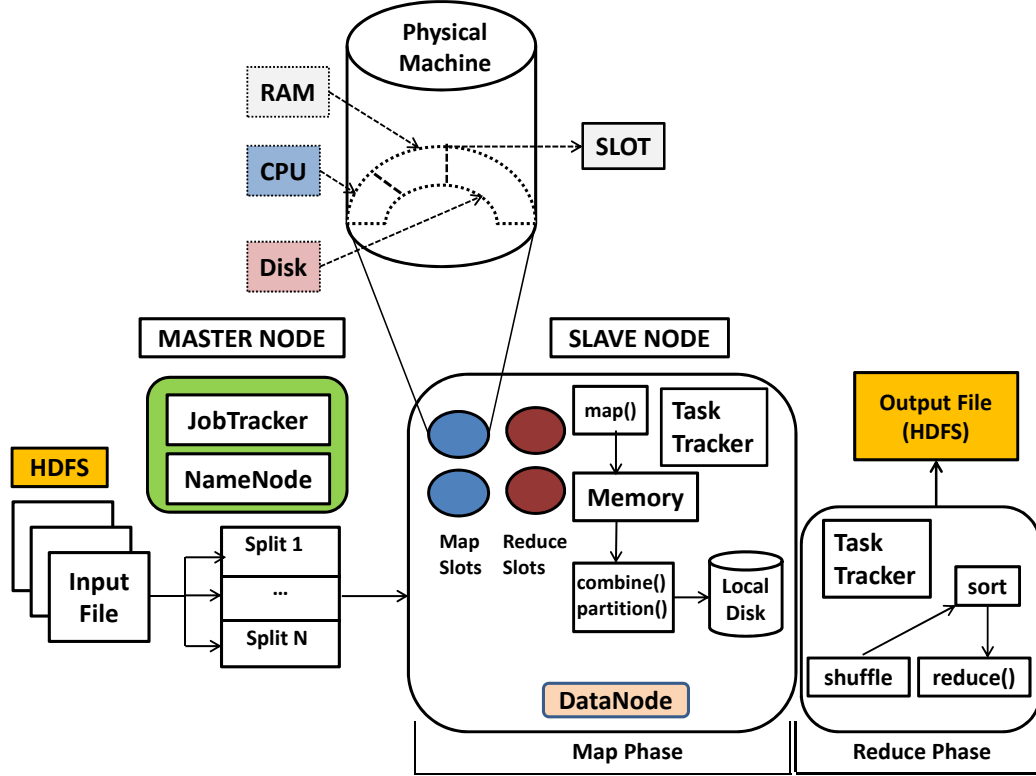 Physical
Machine
RAM
SLOT
CPU
Disk
MASTER NODE
SLAVE NODE
JobTracker
NameNode
HDFS
Input
File
Split 1
...
Split N
Map
Slots
Reduce
Slots
map()
Task
Tracker
Memory
combine()
partition()
Local
Disk
DataNode
Map Phase
Output File
(HDFS)
Task
Tracker
sort
shuffle
reduce()
Reduce Phase